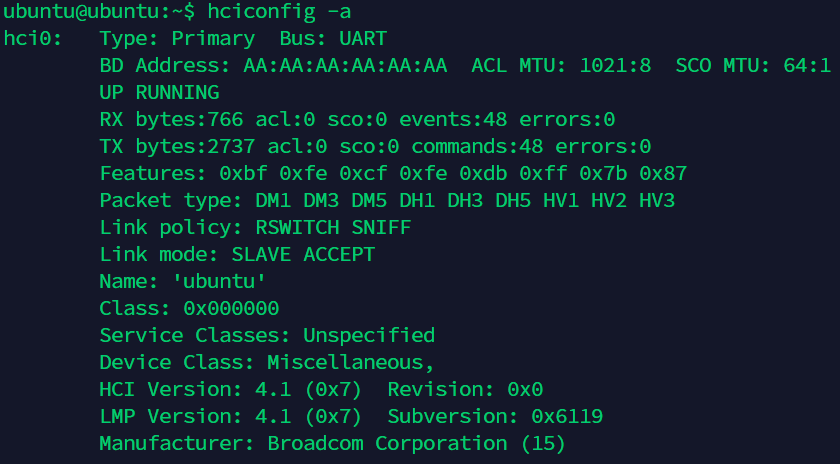 ubuntu@ubuntu:~$ hciconfig -a
hci0:   Type: Primary  Bus: UART
        BD Address: AA:AA:AA:AA:AA:AA  ACL MTU: 1021:8  SCO MTU: 64:1
        UP RUNNING
        RX bytes:766 acl:0 sco:0 events:48 errors:0
        TX bytes:2737 acl:0 sco:0 commands:48 errors:0
        Features: 0xbf 0xfe 0xcf 0xfe 0xdb 0xff 0x7b 0x87
        Packet type: DM1 DM3 DM5 DH1 DH3 DH5 HV1 HV2 HV3
        Link policy: RSWITCH SNIFF
        Link mode: SLAVE ACCEPT
        Name: 'ubuntu'
        Class: 0x000000
        Service Classes: Unspecified
        Device Class: Miscellaneous,
        HCI Version: 4.1 (0x7)  Revision: 0x0
        LMP Version: 4.1 (0x7)  Subversion: 0x6119
        Manufacturer: Broadcom Corporation (15)